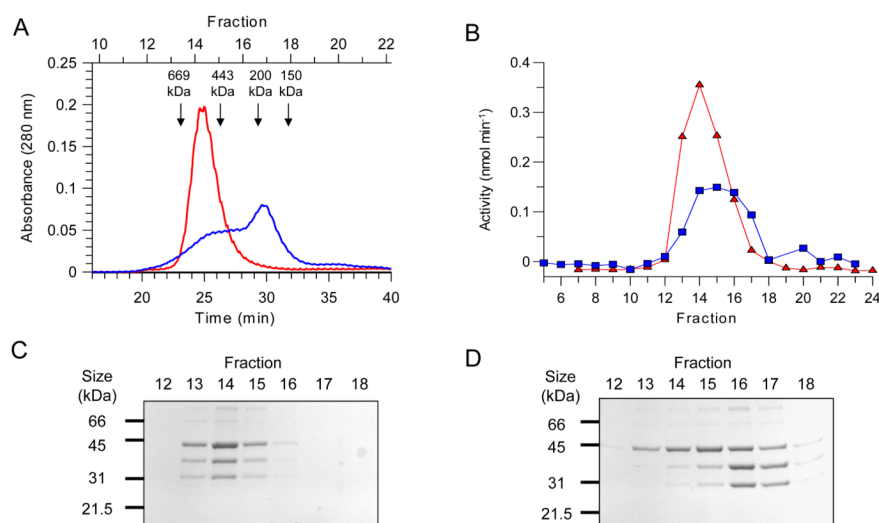 A
Fraction
10 12 14 16 18 20 22
0.25
0.2
0.15
0.1
0.05
0
Absorbance (280 nm)
669 kDa
443 kDa
200 kDa
150 kDa
20 25 30 35 40
Time (min)
B
0.4
0.3
0.2
0.1
0
Activity (nmol min-1)
6 8 10 12 14 16 18 20 22 24
Fraction
C
Fraction
Size (kDa)
12 13 14 15 16 17 18
66
45
31
21.5
D
Fraction
Size (kDa)
12 13 14 15 16 17 18
66
45
31
21.5